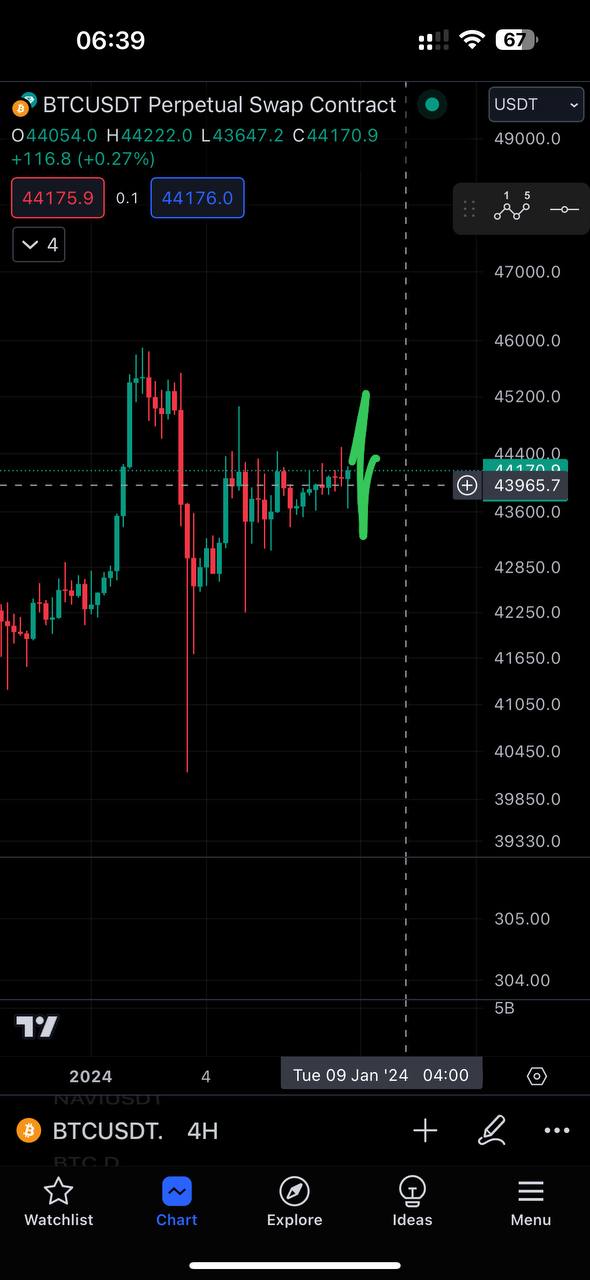 06:39
67
BTCUSDT Perpetual Swap Contract
USDT
O44054.0 H44222.0 L43647.2 C44170.9
+116.8 (+0.27%)
49000.0
44175.9 0.1 44176.0
1 5
4
47000.0
46000.0
45200.0
44400.0
44170.9
43965.7
43600.0
42850.0
42250.0
41650.0
41050.0
40450.0
39850.0
39330.0
305.00
304.00
5B
2024 4 Tue 09 Jan '24 04:00
NAVIUSDT
BTCUSDT. 4H
BTC.D
Watchlist Chart Explore Ideas Menu